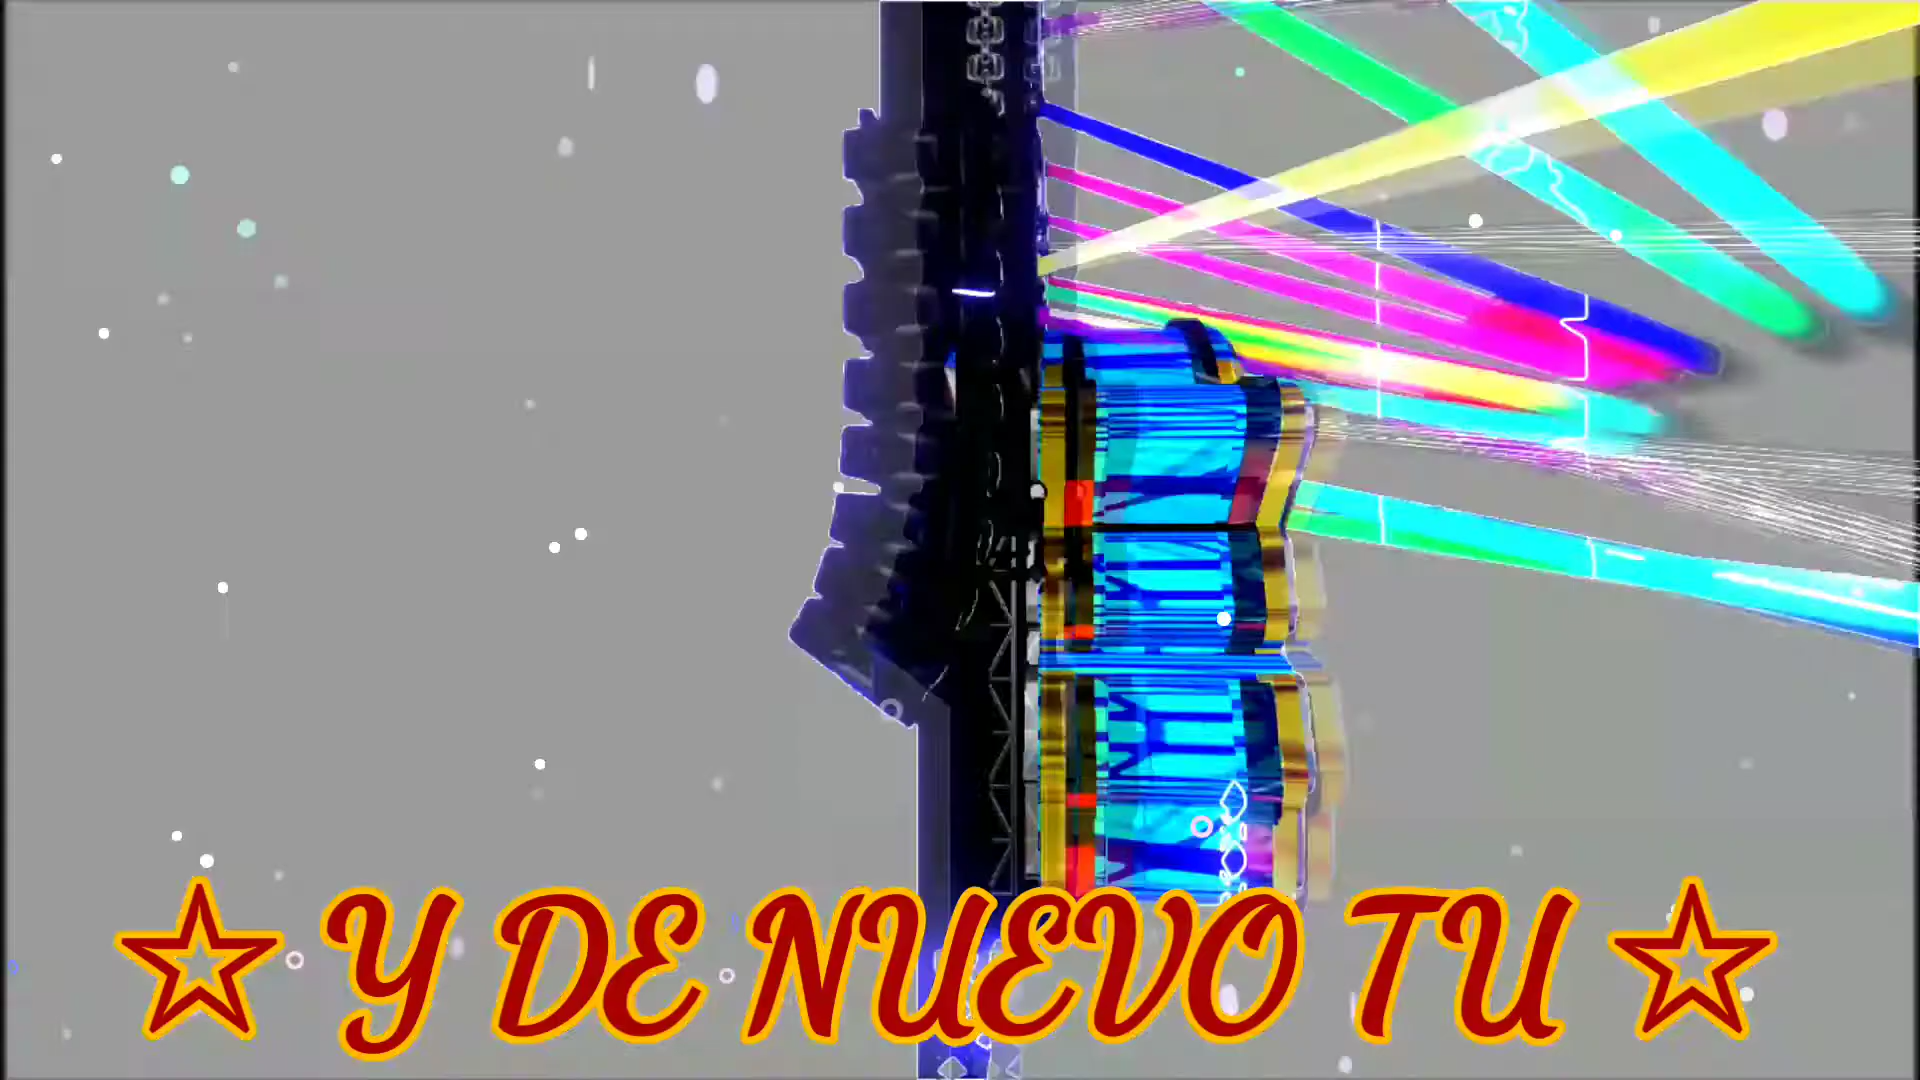 ☆ Y DE NUEVO TU ☆